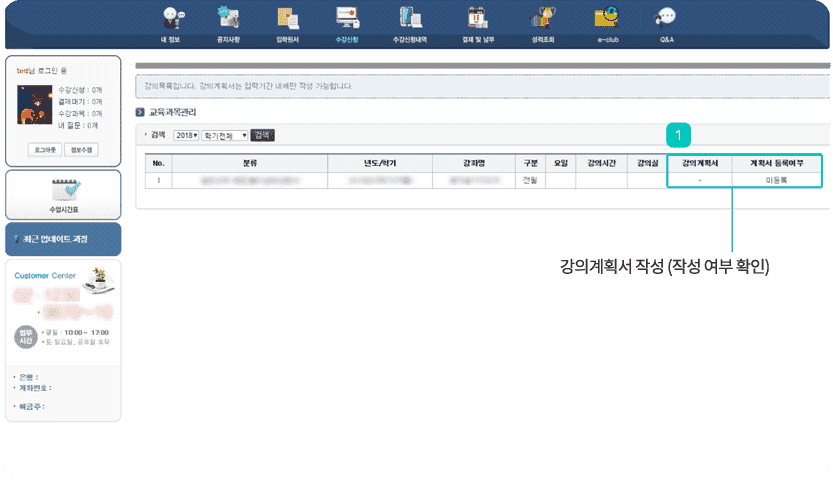 내 정보 공지사항 입학원서 수강신청 수강신청내역 결제 및 납부 성적조회 e-club Q&A
test님 로그인 중
수강신청 : 0개
결제대기 : 0개
수강과목 : 0개
내 질문 : 0개
로그아웃 정보수정
수업시간표
최근 업데이트 과정
Customer Center
업무시간
평일 : 10:00~ 17:00
토·일요일, 공휴일 휴무
은행 :
계좌번호 :
예금주 :
강의목록입니다. 강의계획서는 입력기간 내에만 작성 가능합니다.
교육과목관리
검색 2018 학기전체 검색
1
No. 분류 년도/학기 강좌명 구분 요일 강의시간 강의실 강의계획서 계획서 등록여부
1 전필 - 미등록
강의계획서 작성 (작성 여부 확인)